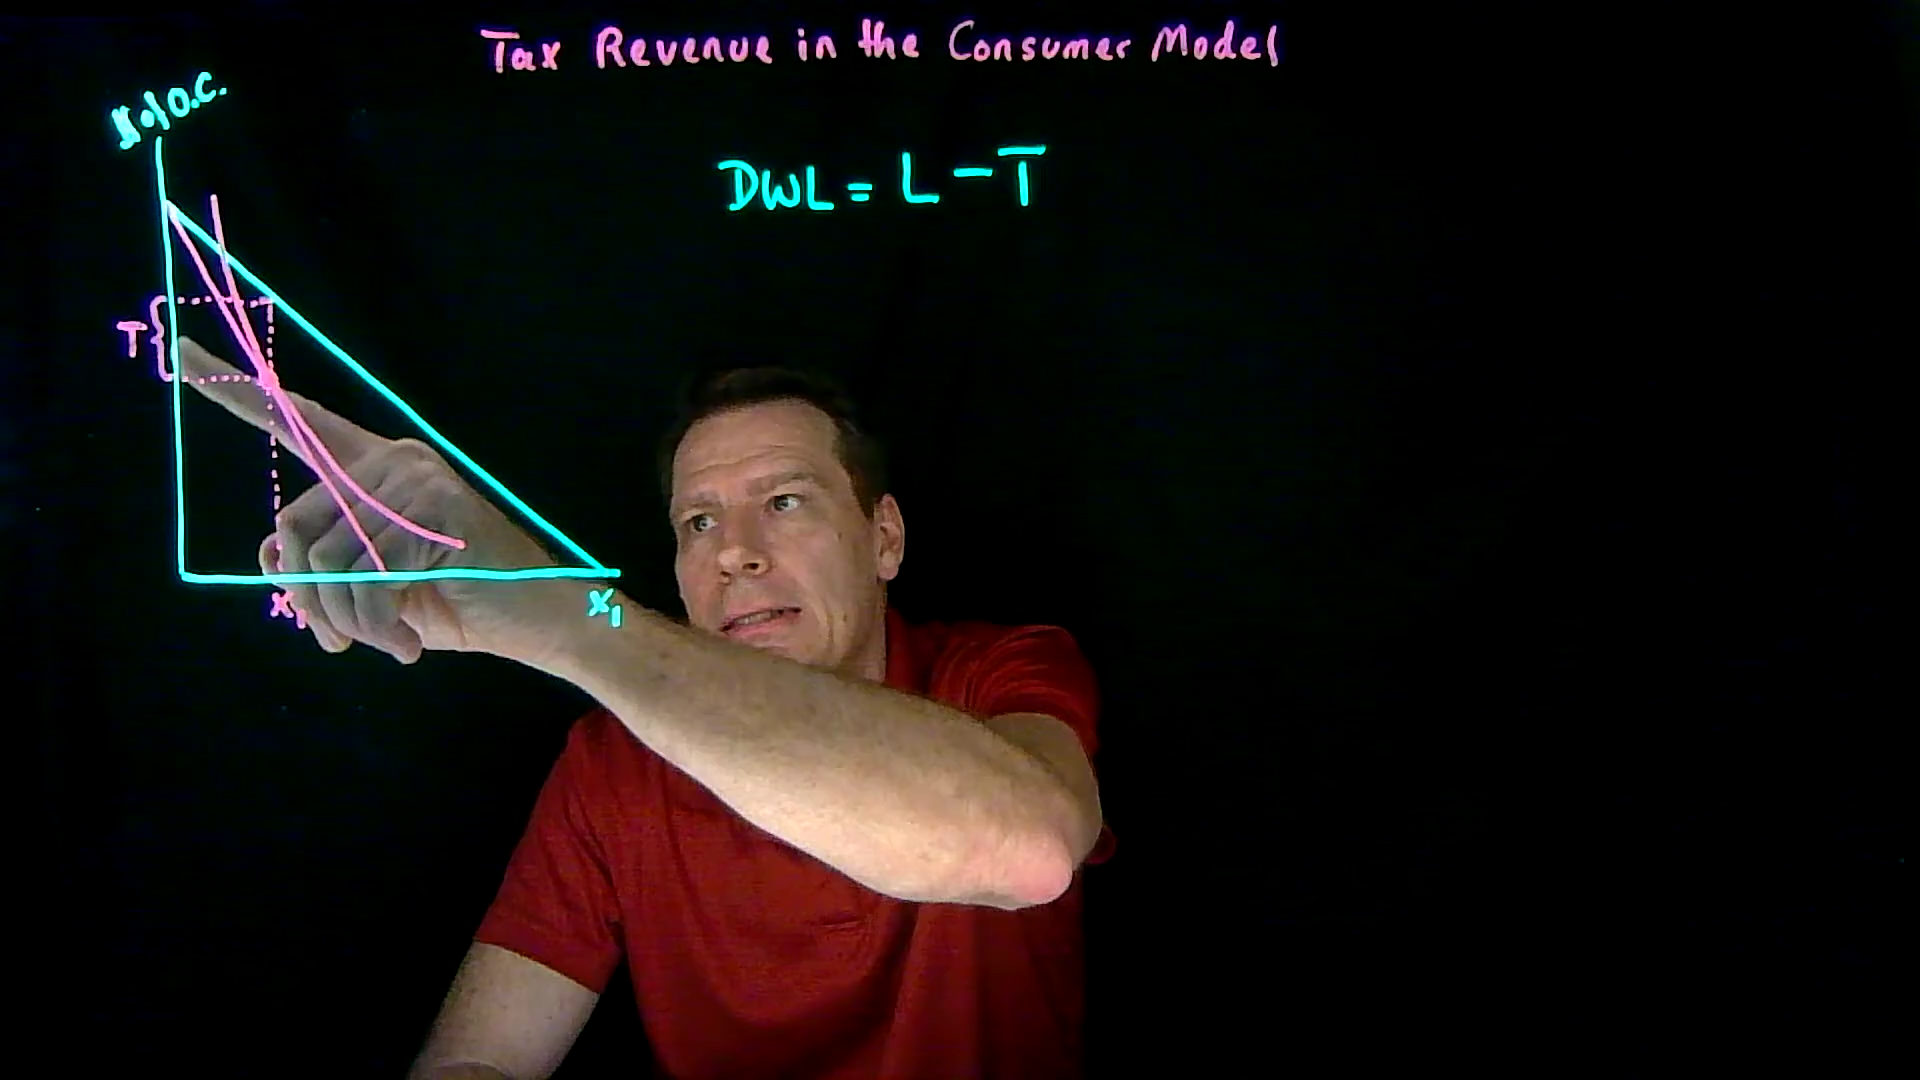 Tax Revenue in the Consumer Model
$ of O.C.
DWL = L - T
T
x₁
x₁